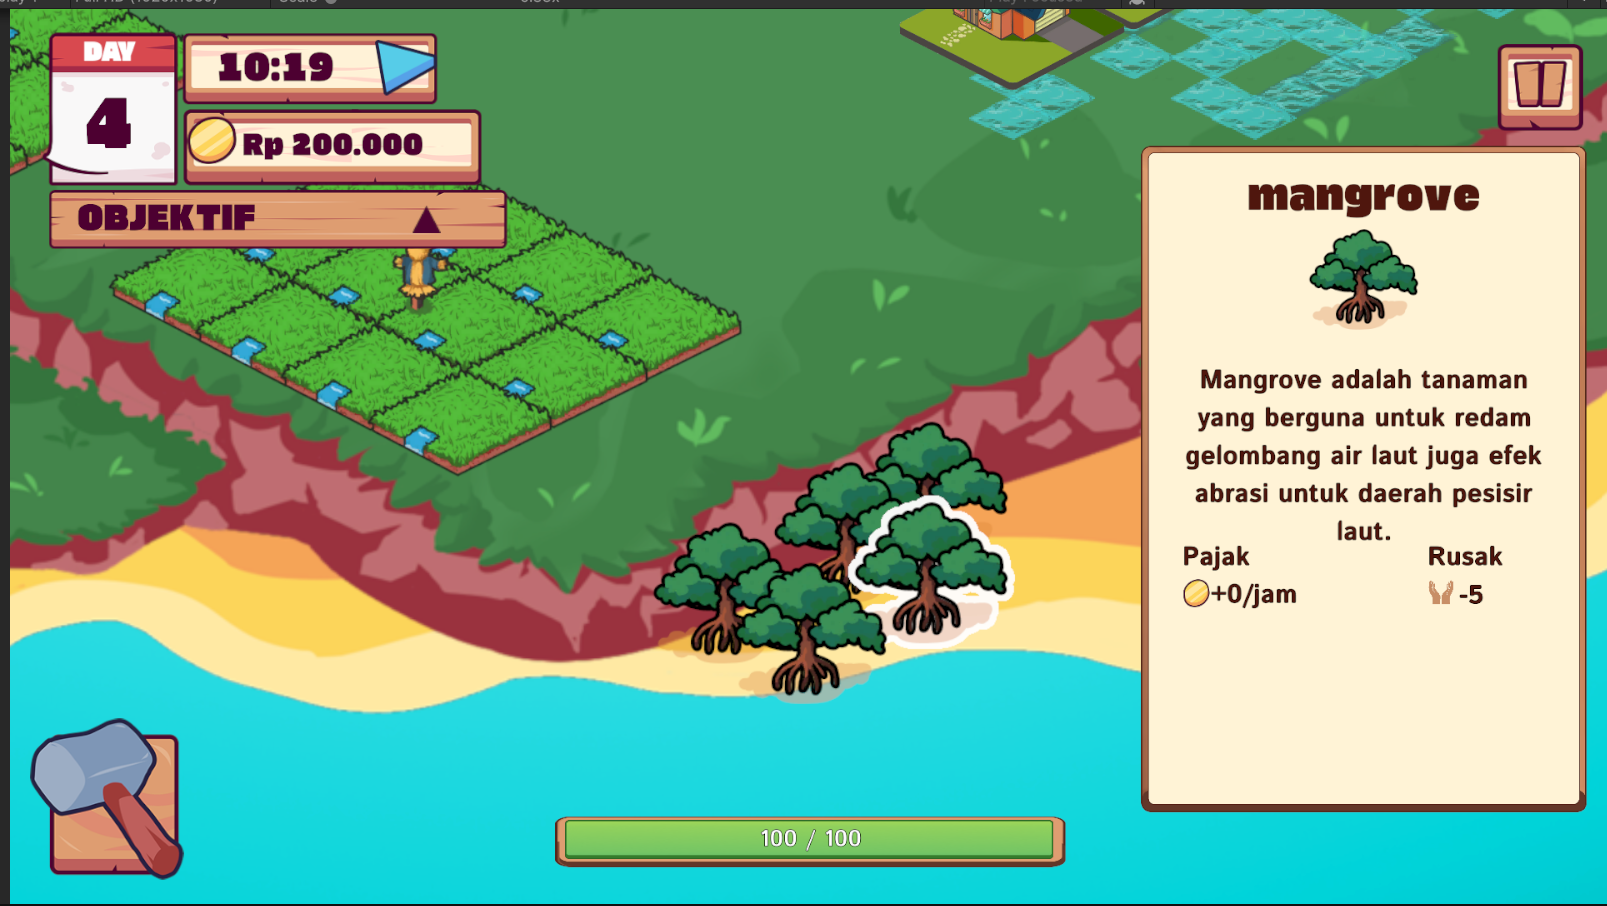 DAY
4
10:19
Rp 200.000
OBJEKTIF
mangrove
Mangrove adalah tanaman
yang berguna untuk redam
gelombang air laut juga efek
abrasi untuk daerah pesisir
laut.
Pajak
Rusak
+0/jam
-5
100 / 100